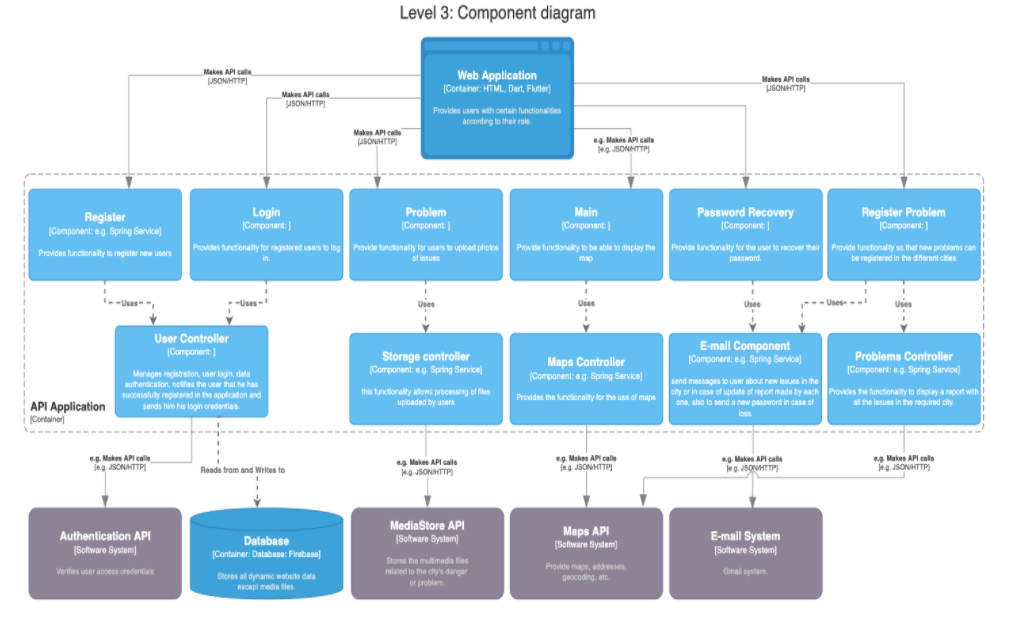 Level 3: Component diagram
Web Application
[Container: HTML, Dart, Flutter]
Provides users with certain functionalities
according to their role.
Makes API calls
[JSON/HTTP]
Makes API calls
[JSON/HTTP]
Makes API calls
[JSON/HTTP]
e.g. Makes API calls
[e.g. JSON/HTTP]
Makes API calls
[JSON/HTTP]
Register
[Component: e.g. Spring Service]
Provides functionality to register new users
Login
[Component: ]
Provides functionality for registered users to log
in.
Problem
[Component: ]
Provide functionality for users to upload photos
of issues
Main
[Component: ]
Provide functionality to be able to display the
map
Password Recovery
[Component: ]
Provide functionality for the user to recover their
password.
Register Problem
[Component: ]
Provide functionality so that new problems can
be registered in the different cities
Uses
Uses
Uses
Uses
Uses
Uses
Uses
User Controller
[Component: ]
Manages registration, user login, data
authentication, notifies the user that he has
successfully registered in the application and
sends him his login credentials.
Storage controller
[Component: e.g. Spring Service]
this functionality allows processing of files
uploaded by users
Maps Controller
[Component: e.g. Spring Service]
Provides the functionality for the use of maps
E-mail Component
[Component: e.g. Spring Service]
send messages to user about new issues in the
city or in case of update of report made by each
one, also to send a new password in case of
loss
Problems Controller
[Component: e.g. Spring Service]
Provides the functionality to display a report with
all the issues in the required city.
API Application
[Container]
e.g. Makes API calls
[e.g. JSON/HTTP]
Reads from and Writes to
e.g. Makes API calls
[e.g. JSON/HTTP]
e.g. Makes API calls
[e.g. JSON/HTTP]
e.g. Makes API calls
[e.g. JSON/HTTP]
e.g. Makes API calls
[e.g. JSON/HTTP]
Authentication API
[Software System]
Verifies user access credentials
Database
[Container: Database: Firebase]
Stores all dynamic website data
except media files.
MediaStore API
[Software System]
Stores the multimedia files
related to the city's danger
or problem.
Maps API
[Software System]
Provide maps, addresses,
geocoding, etc.
E-mail System
[Software System]
Gmail system.